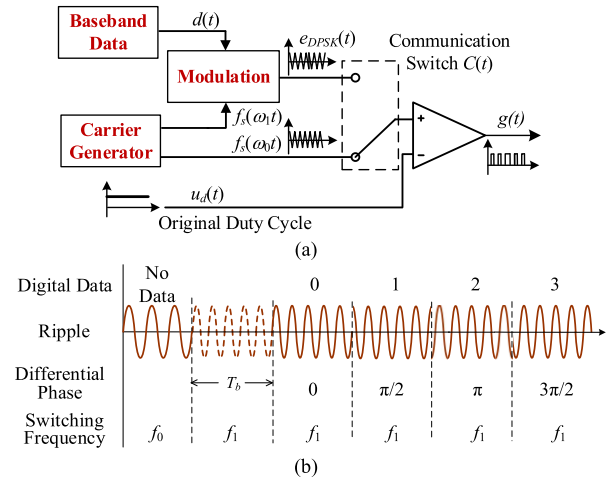 Baseband
Data
d(t)
e_DPSK(t)
Communication
Switch C(t)
Modulation
Carrier
Generator
f_s(ω_1t)
f_s(ω_0t)
+
−
g(t)
u_d(t)
Original Duty Cycle
(a)
Digital Data
No
Data
0 1 2 3
Ripple
Differential
Phase
T_b
0 π/2 π 3π/2
Switching
Frequency
f_0 f_1 f_1 f_1 f_1 f_1
(b)